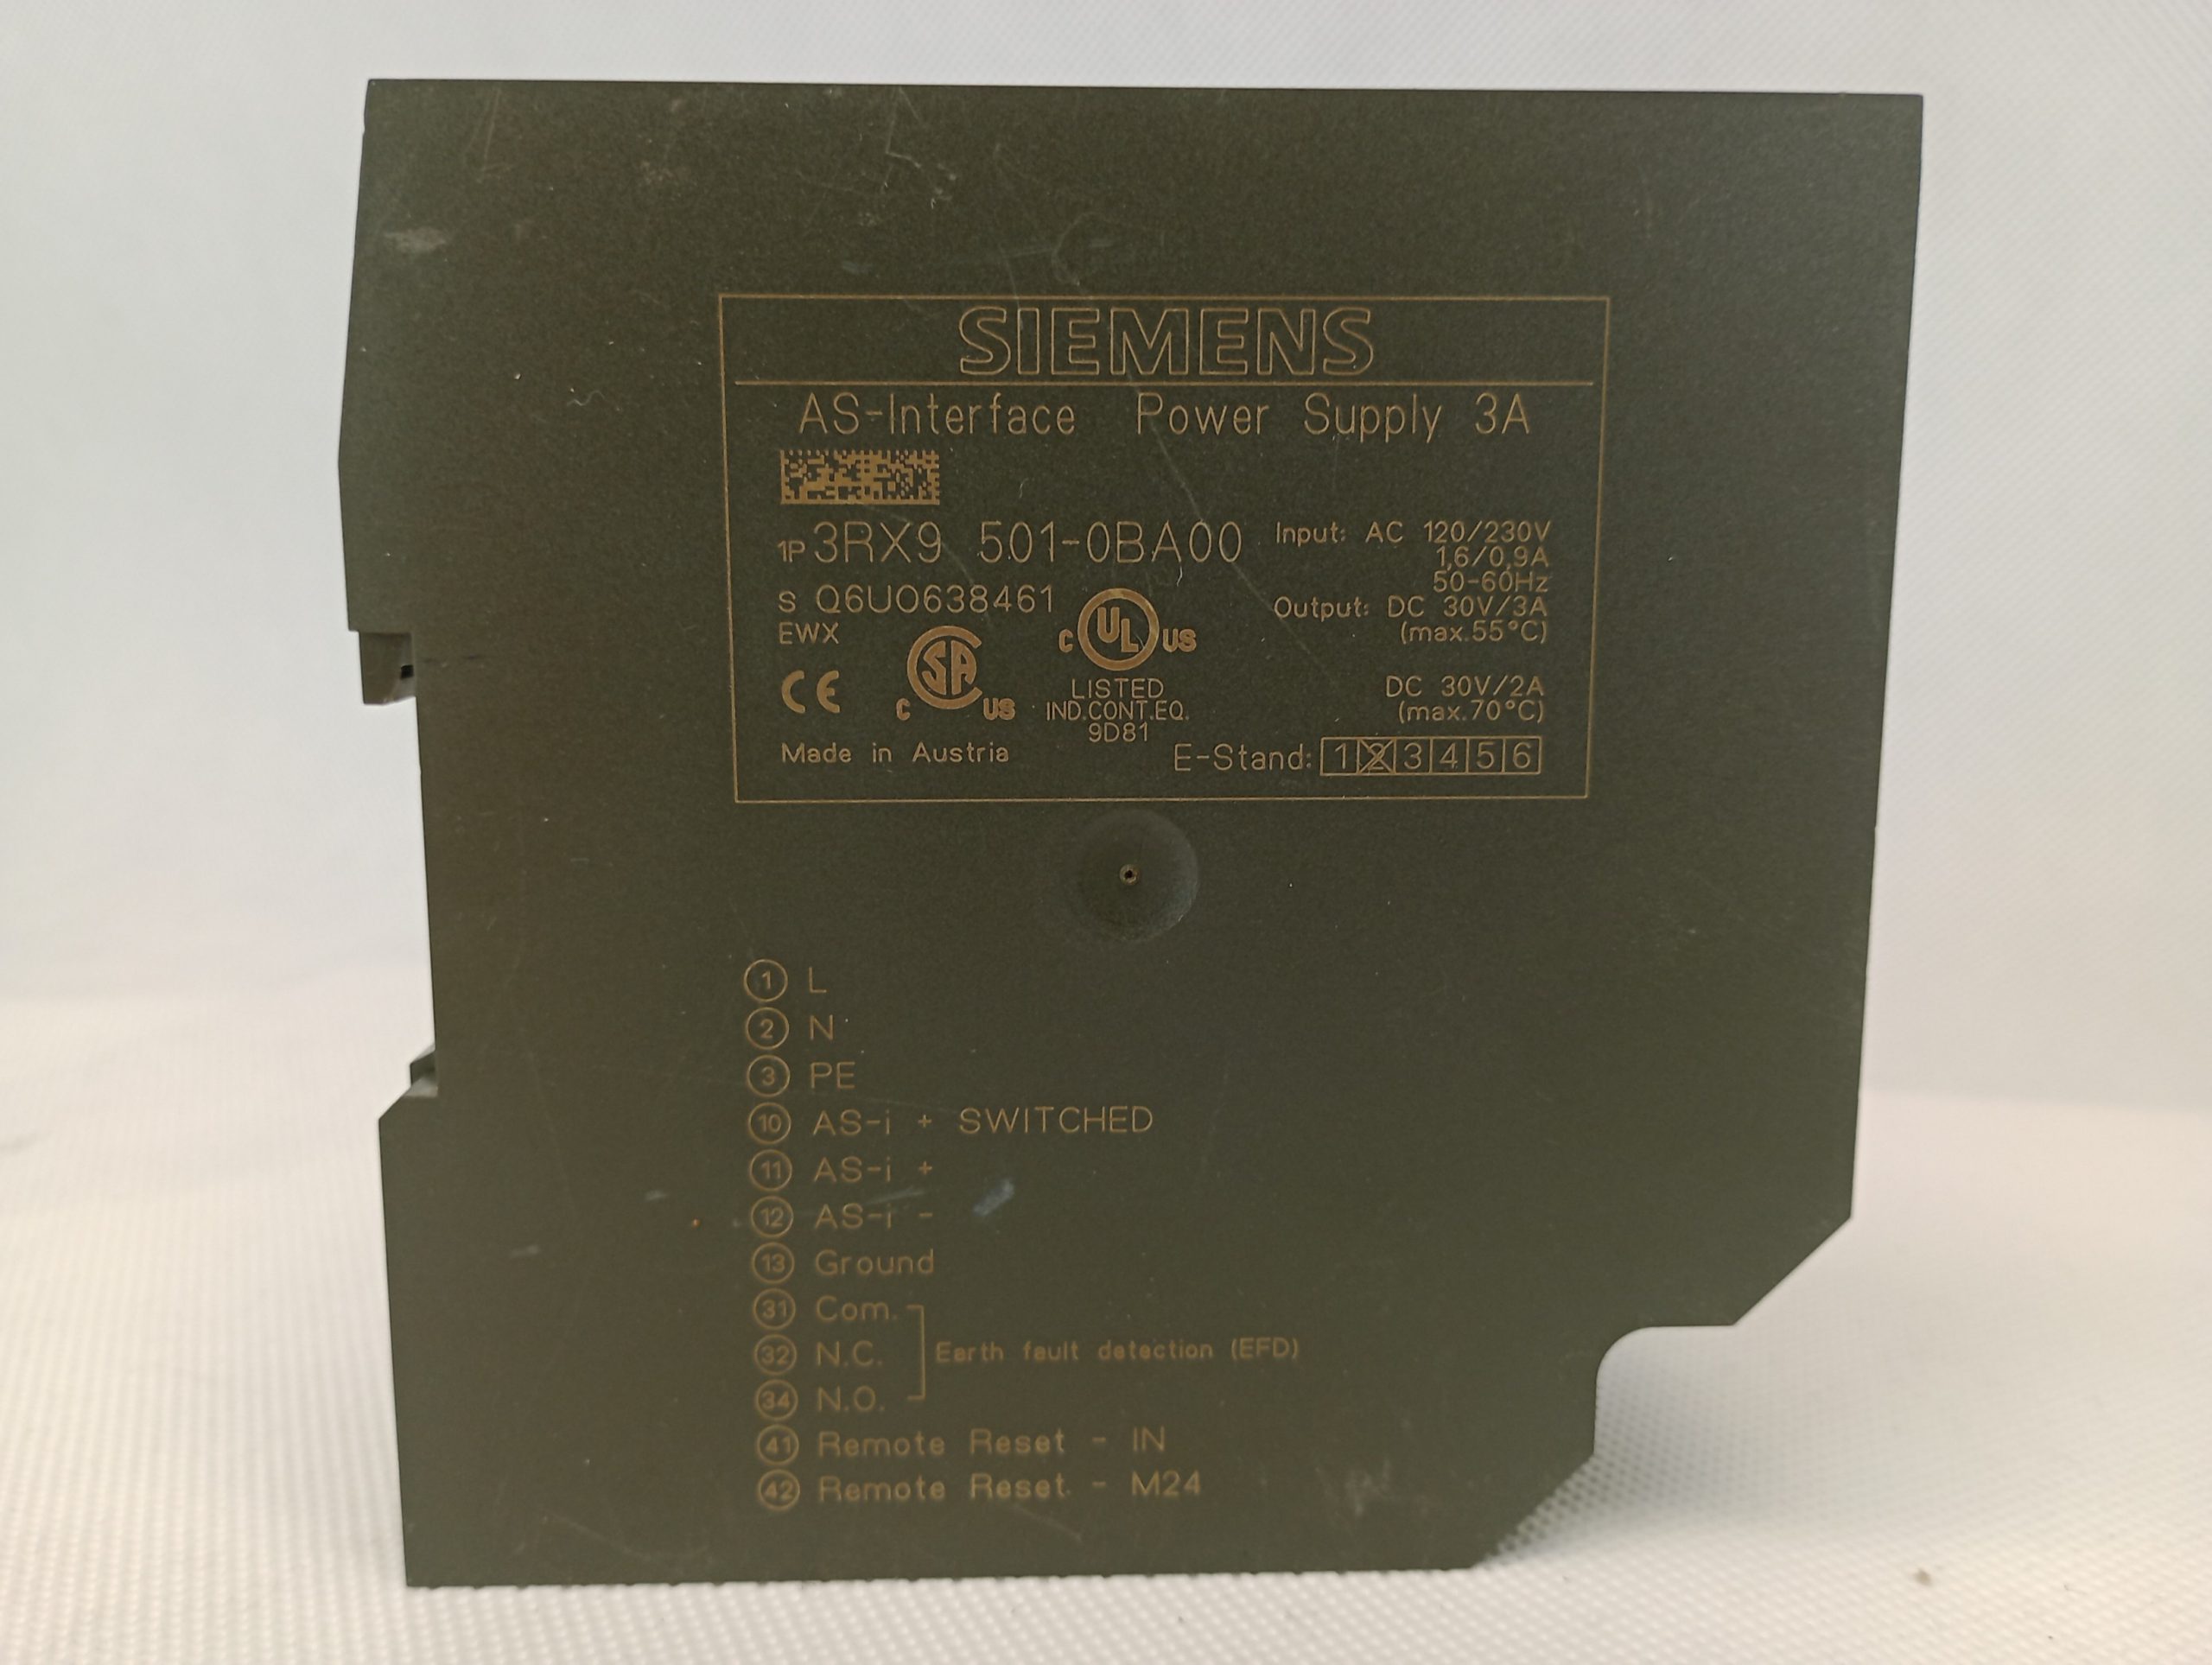 SIEMENS
AS-Interface Power Supply 3A
1P 3RX9 501-0BA00
S Q6U0638461
EWX
Input: AC 120/230V
1,6/0,9A
50-60Hz
Output: DC 30V/3A
(max.55°C)
DC 30V/2A
(max.70°C)
CE
C SA US
C UL US
LISTED
IND.CONT.EQ.
9D81
Made in Austria
E-Stand: 1 2 3 4 5 6
1 L
2 N
3 PE
10 AS-i + SWITCHED
11 AS-i +
12 AS-i -
13 Ground
31 Com.
32 N.C.
Earth fault detection (EFD)
34 N.O.
41 Remote Reset - IN
42 Remote Reset - M24